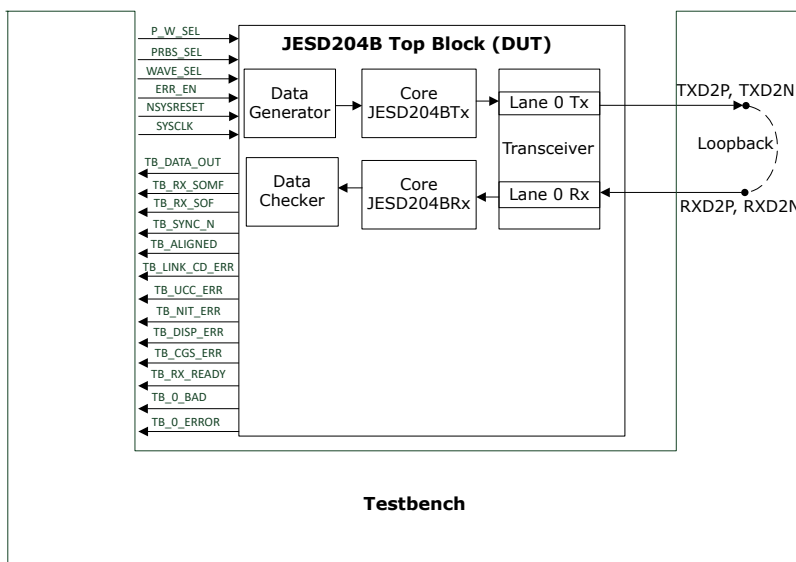 P_W_SEL
PRBS_SEL
WAVE_SEL
ERR_EN
NSYSRESET
SYSCLK
TB_DATA_OUT
TB_RX_SOMF
TB_RX_SOF
TB_SYNC_N
TB_ALIGNED
TB_LINK_CD_ERR
TB_UCC_ERR
TB_NIT_ERR
TB_DISP_ERR
TB_CGS_ERR
TB_RX_READY
TB_0_BAD
TB_0_ERROR
JESD204B Top Block (DUT)
Data
Generator
Core
JESD204BTx
Lane 0 Tx
Transceiver
Lane 0 Rx
Data
Checker
Core
JESD204BRx
TXD2P, TXD2N
Loopback
RXD2P, RXD2N
Testbench